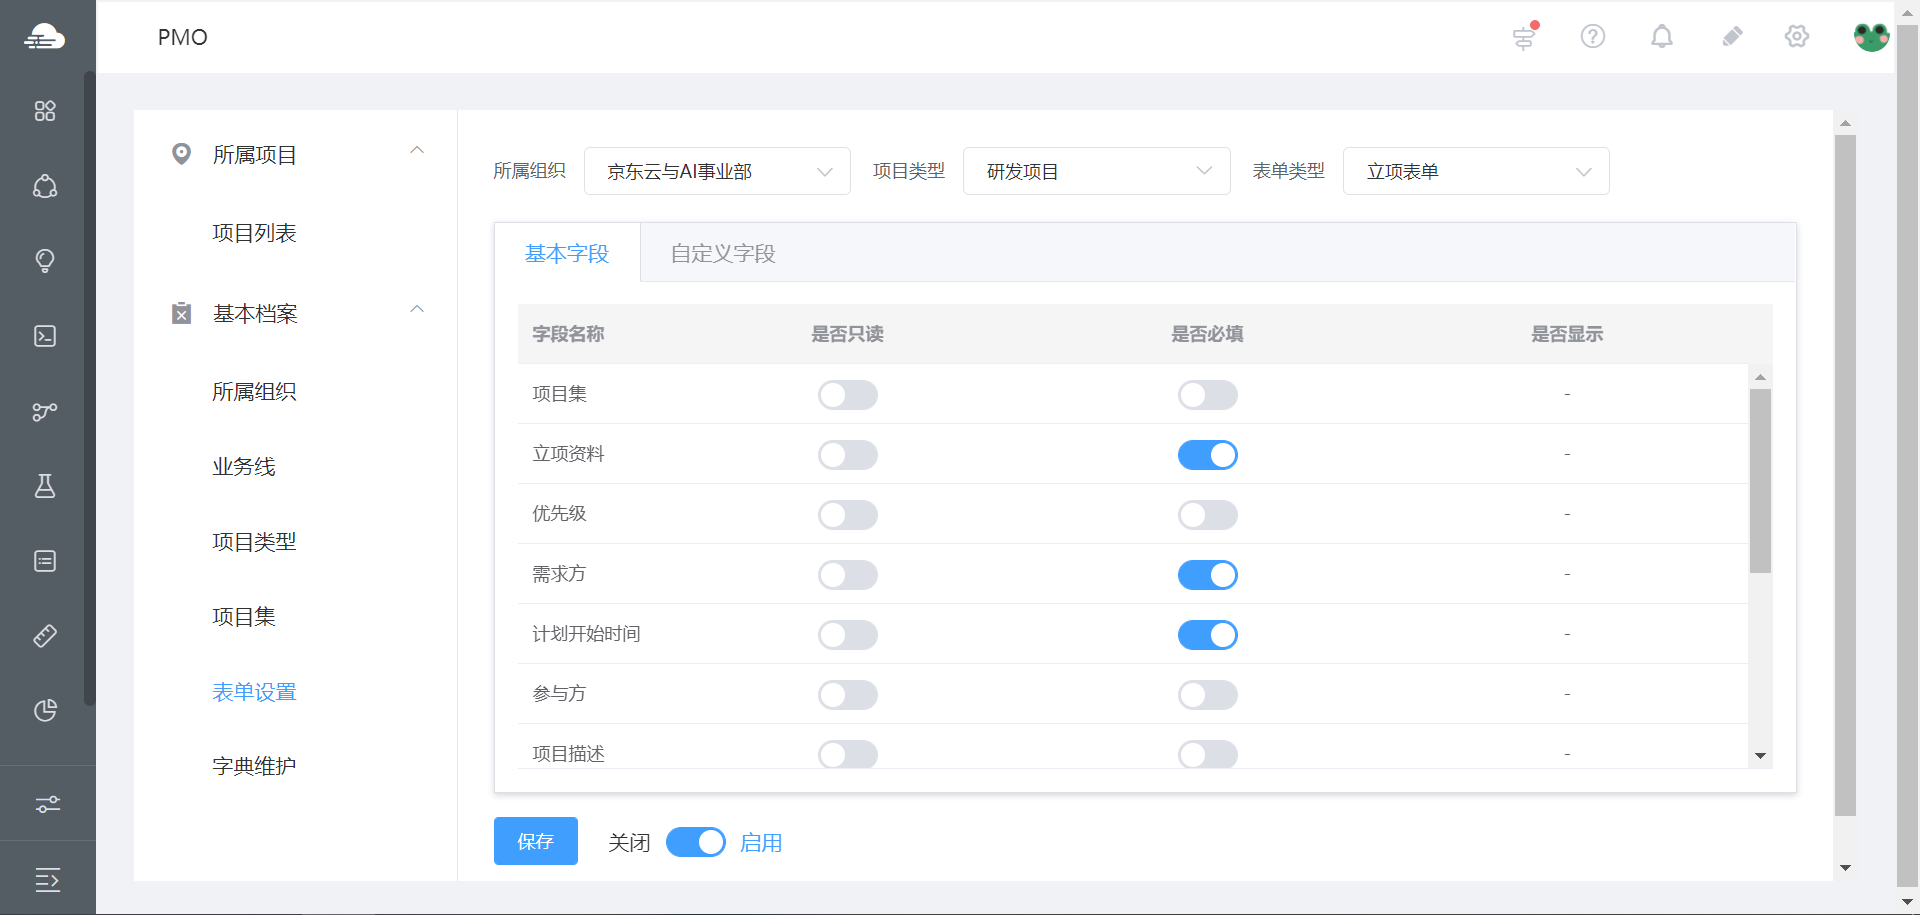 PMO
所属项目
项目列表
基本档案
所属组织
业务线
项目类型
项目集
表单设置
字典维护
所属组织 京东云与AI事业部 项目类型 研发项目 表单类型 立项表单
基本字段 自定义字段
字段名称 是否只读 是否必填 是否显示
项目集 -
立项资料 -
优先级 -
需求方 -
计划开始时间 -
参与方 -
项目描述 -
保存 关闭 启用